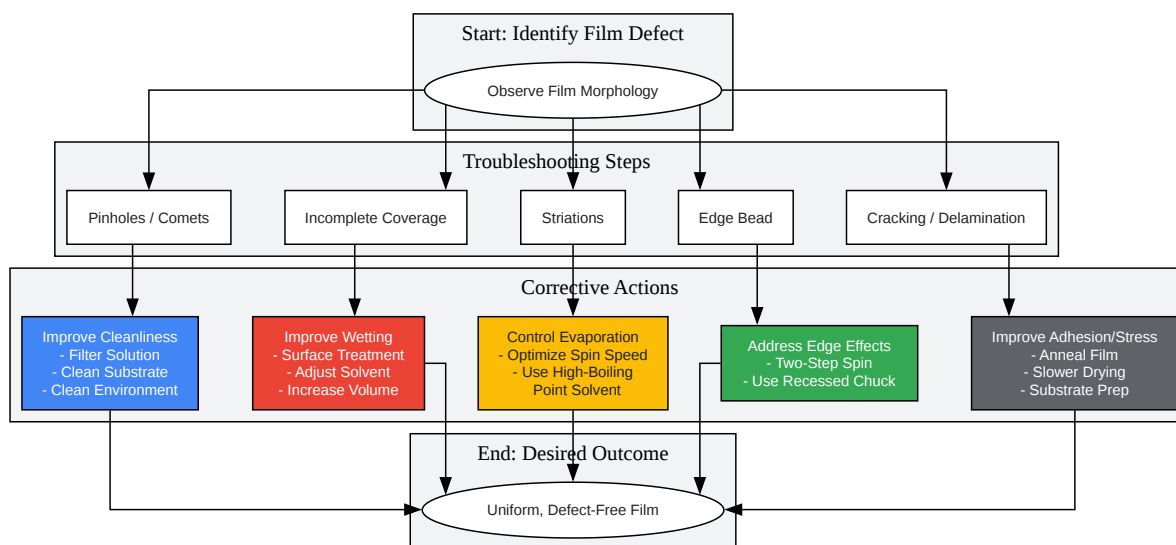 Start: Identify Film Defect
Observe Film Morphology
Troubleshooting Steps
Pinholes / Comets
Incomplete Coverage
Striations
Edge Bead
Cracking / Delamination
Corrective Actions
Improve Cleanliness
- Filter Solution
- Clean Substrate
- Clean Environment
Improve Wetting
- Surface Treatment
- Adjust Solvent
- Increase Volume
Control Evaporation
- Optimize Spin Speed
- Use High-Boiling
Point Solvent
Address Edge Effects
- Two-Step Spin
- Use Recessed Chuck
Improve Adhesion/Stress
- Anneal Film
- Slower Drying
- Substrate Prep
End: Desired Outcome
Uniform, Defect-Free Film